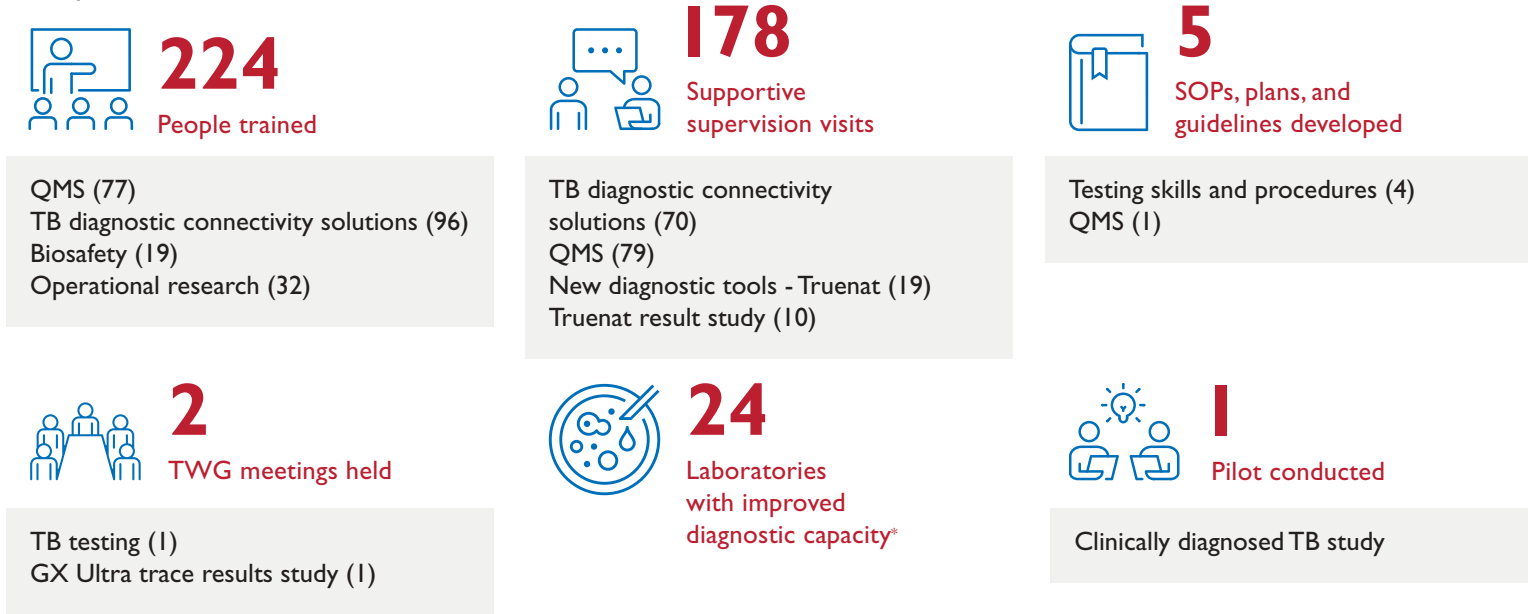 224
People trained
QMS (77)
TB diagnostic connectivity solutions (96)
Biosafety (19)
Operational research (32)
178
Supportive
supervision visits
TB diagnostic connectivity
solutions (70)
QMS (79)
New diagnostic tools - Truenat (19)
Truenat result study (10)
5
SOPs, plans, and
guidelines developed
Testing skills and procedures (4)
QMS (1)
2
TWG meetings held
TB testing (1)
GX Ultra trace results study (1)
24
Laboratories
with improved
diagnostic capacity*
1
Pilot conducted
Clinically diagnosed TB study